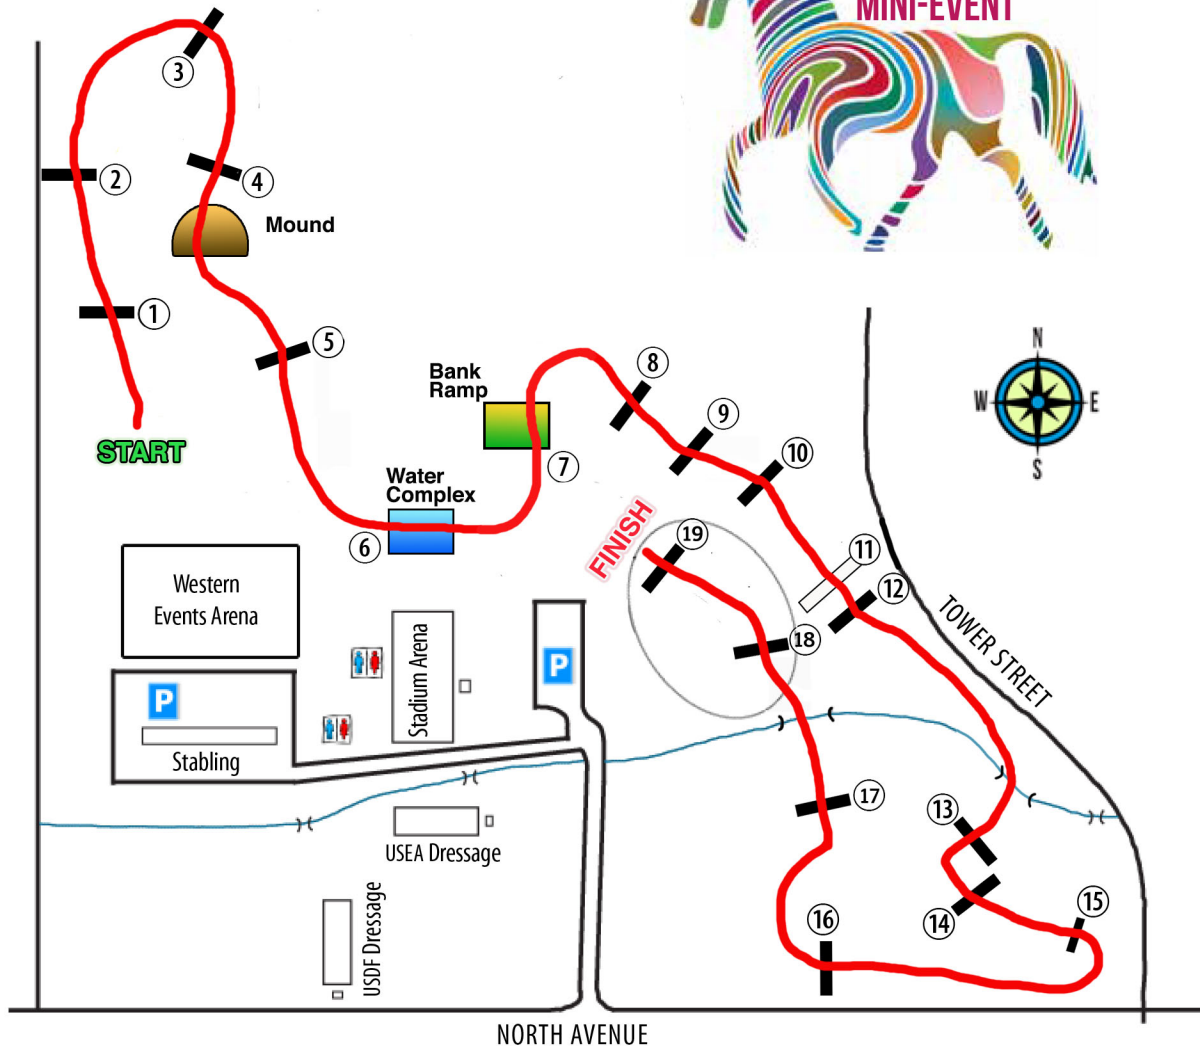 MINI-EVENT
3
2
4
Mound
1
5
START
Bank
Ramp
8
9
10
7
Water
Complex
6
N
W
E
S
FINISH
19
11
12
18
TOWER STREET
Western
Events Arena
P
Stabling
Stadium Arena
P
17
13
14
15
16
USEA Dressage
USDF Dressage
NORTH AVENUE